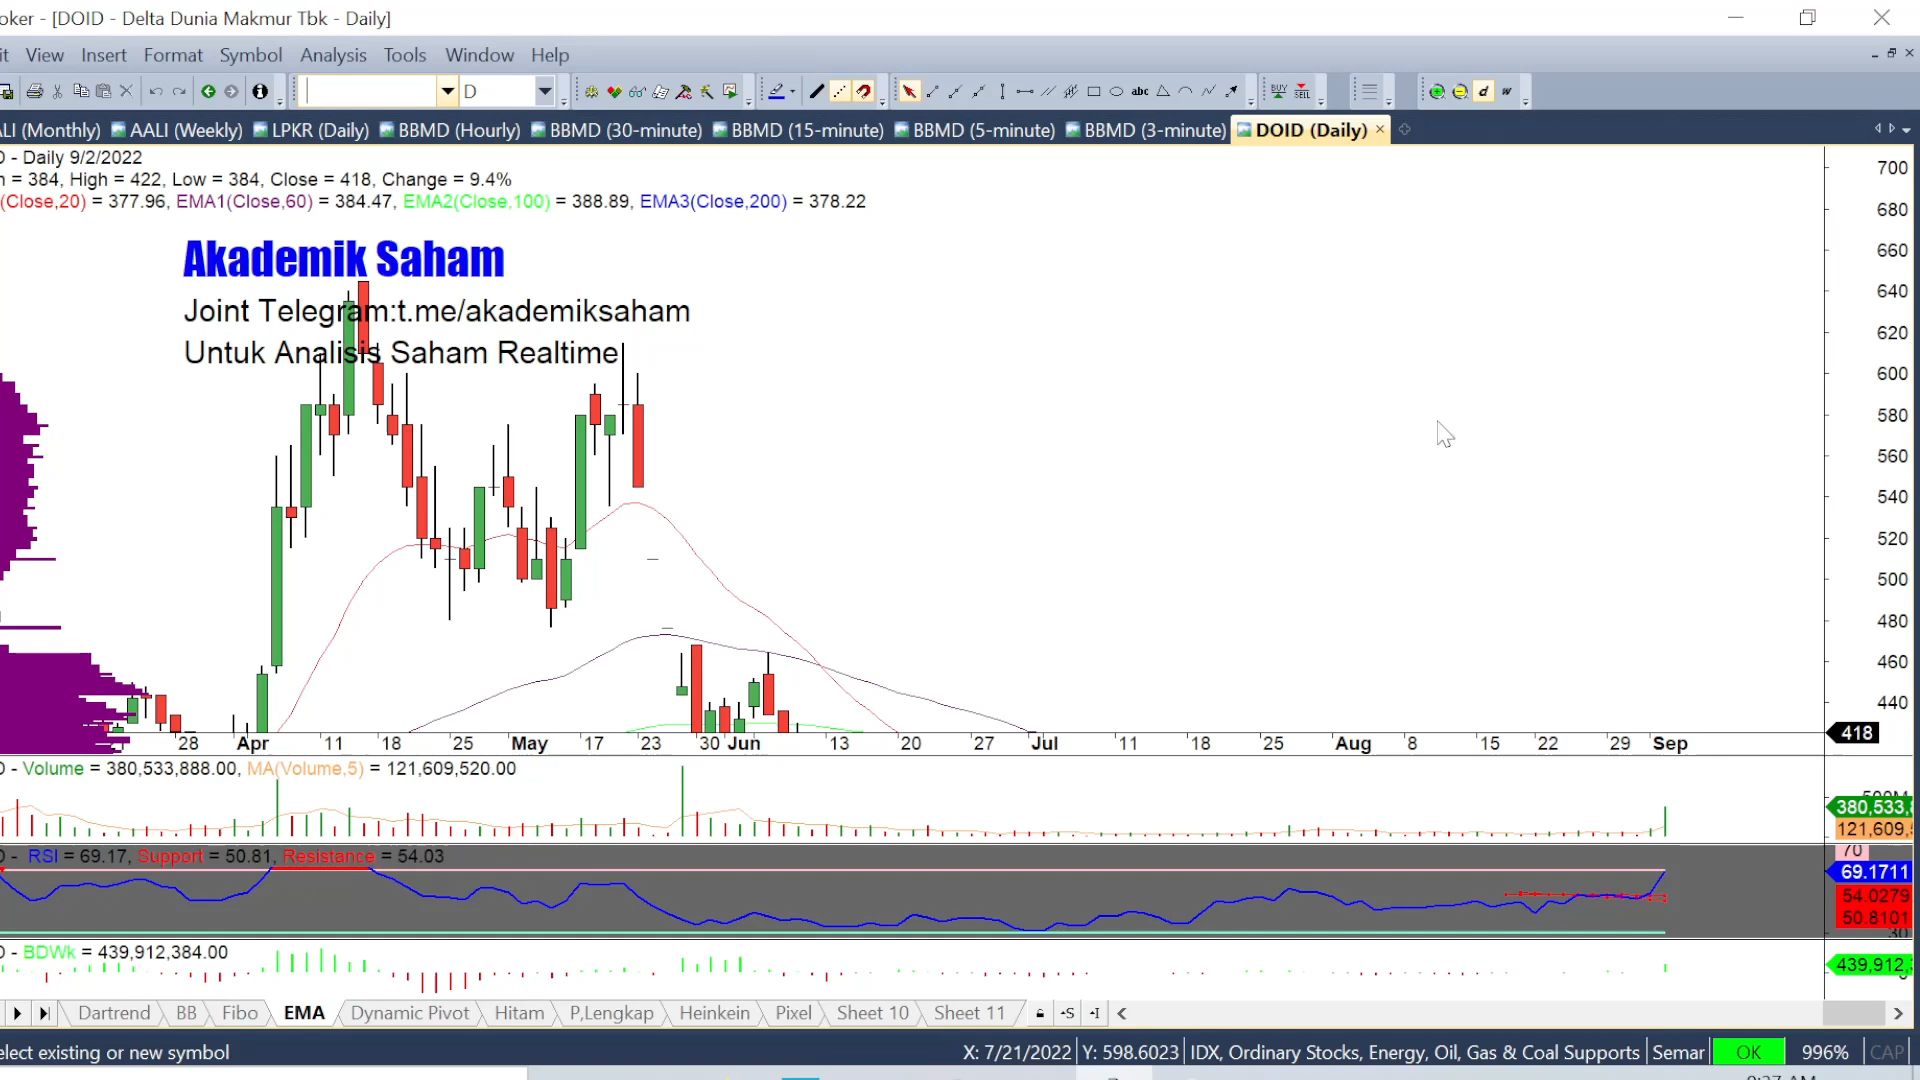 oker - [DOID - Delta Dunia Makmur Tbk - Daily]
it View Insert Format Symbol Analysis Tools Window Help
D abc BUY SELL d w
ALI (Monthly) AALI (Weekly) LPKR (Daily) BBMD (Hourly) BBMD (30-minute) BBMD (15-minute) BBMD (5-minute) BBMD (3-minute) DOID (Daily)
D - Daily 9/2/2022
n = 384, High = 422, Low = 384, Close = 418, Change = 9.4%
(Close,20) = 377.96, EMA1(Close,60) = 384.47, EMA2(Close,100) = 388.89, EMA3(Close,200) = 378.22
Akademik Saham
Joint Telegram:t.me/akademiksaham
Untuk Analisis Saham Realtime
700
680
660
640
620
600
580
560
540
520
500
480
460
440
418
28 Apr 11 18 25 May 17 23 30 Jun 13 20 27 Jul 11 18 25 Aug 8 15 22 29 Sep
D - Volume = 380,533,888.00, MA(Volume,5) = 121,609,520.00
380,533,8
121,609,5
D - RSI = 69.17, Support = 50.81, Resistance = 54.03
70
69.1711
54.0279
50.8101
30
D - BDWk = 439,912,384.00
439,912,3
Dartrend BB Fibo EMA Dynamic Pivot Hitam P,Lengkap Heinkein Pixel Sheet 10 Sheet 11
elect existing or new symbol X: 7/21/2022 Y: 598.6023 IDX, Ordinary Stocks, Energy, Oil, Gas & Coal Supports Semar OK 996% CAP